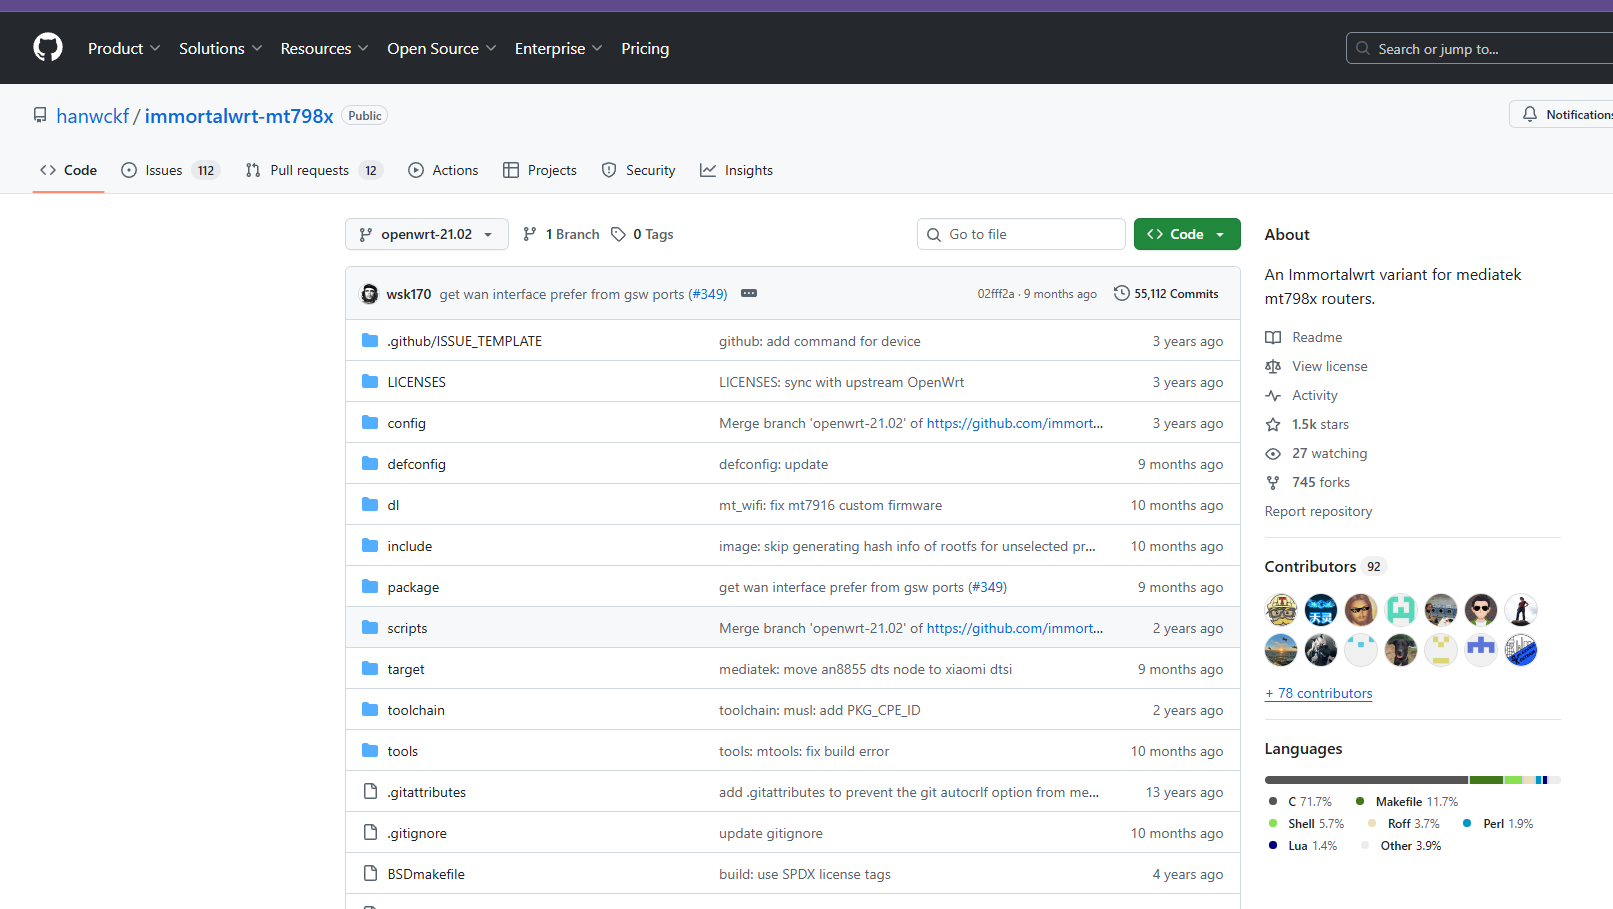 Product Solutions Resources Open Source Enterprise Pricing Search or jump to...
hanwckf / immortalwrt-mt798x Public Notifications
Code Issues 112 Pull requests 12 Actions Projects Security Insights
openwrt-21.02 1 Branch 0 Tags Go to file Code
wsk170 get wan interface prefer from gsw ports (#349) 02fff2a · 9 months ago 55,112 Commits
.github/ISSUE_TEMPLATE github: add command for device 3 years ago
LICENSES LICENSES: sync with upstream OpenWrt 3 years ago
config Merge branch 'openwrt-21.02' of https://github.com/immort... 3 years ago
defconfig defconfig: update 9 months ago
dl mt_wifi: fix mt7916 custom firmware 10 months ago
include image: skip generating hash info of rootfs for unselected pr... 10 months ago
package get wan interface prefer from gsw ports (#349) 9 months ago
scripts Merge branch 'openwrt-21.02' of https://github.com/immort... 2 years ago
target mediatek: move an8855 dts node to xiaomi dtsi 9 months ago
toolchain toolchain: musl: add PKG_CPE_ID 2 years ago
tools tools: mtools: fix build error 10 months ago
.gitattributes add .gitattributes to prevent the git autocrlf option from me... 13 years ago
.gitignore update gitignore 10 months ago
BSDmakefile build: use SPDX license tags 4 years ago
About
An Immortalwrt variant for mediatek
mt798x routers.
Readme
View license
Activity
1.5k stars
27 watching
745 forks
Report repository
Contributors 92
天灵
+ 78 contributors
Languages
C 71.7% Makefile 11.7%
Shell 5.7% Roff 3.7% Perl 1.9%
Lua 1.4% Other 3.9%